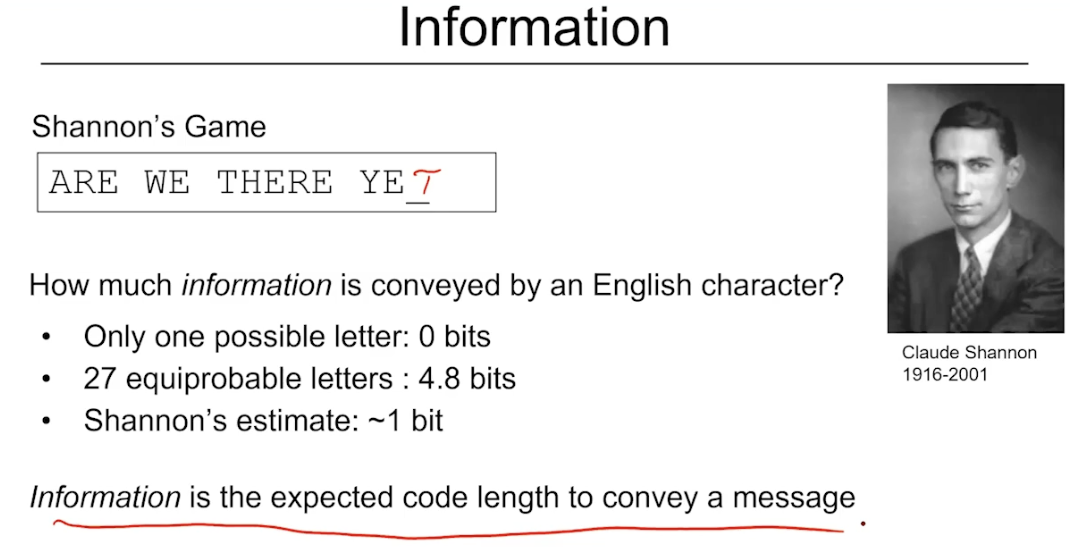 Information
Shannon's Game
ARE WE THERE YET
How much information is conveyed by an English character?
• Only one possible letter: 0 bits
• 27 equiprobable letters : 4.8 bits
• Shannon's estimate: ~1 bit
Claude Shannon
1916-2001
Information is the expected code length to convey a message